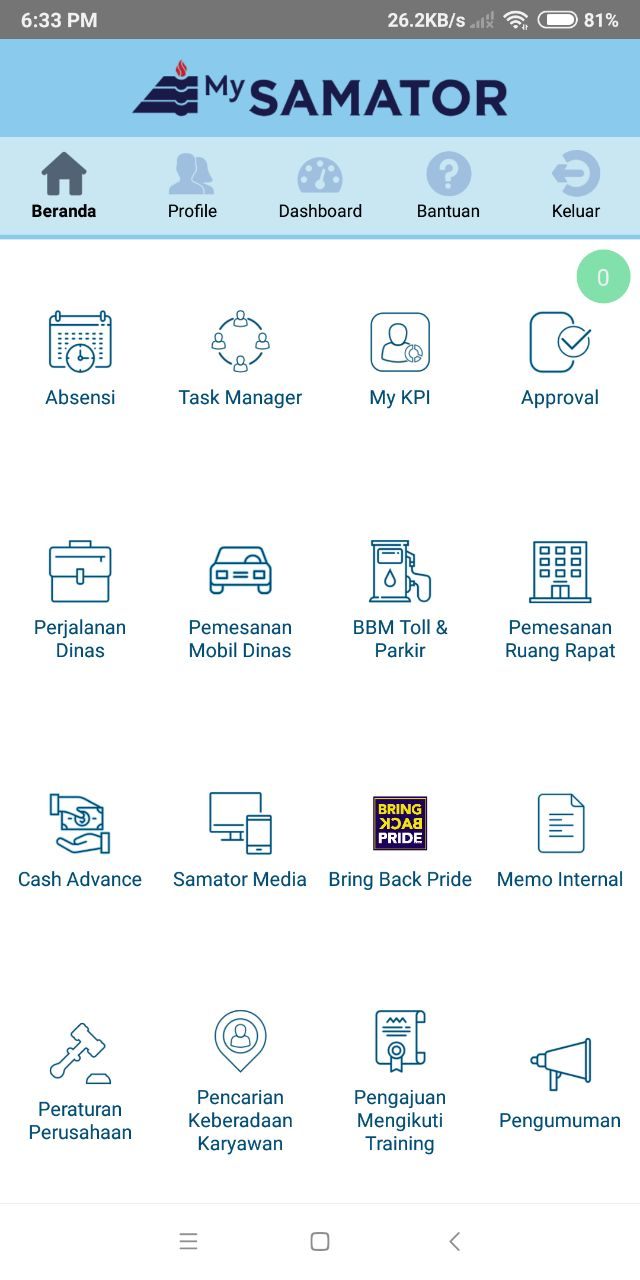 6:33 PM 26.2KB/s 81%
My SAMATOR
Beranda Profile Dashboard Bantuan Keluar
0
Absensi Task Manager My KPI Approval
Perjalanan Dinas
Pemesanan Mobil Dinas
BBM Toll & Parkir
Pemesanan Ruang Rapat
BRING
BACK
PRIDE
Cash Advance Samator Media Bring Back Pride Memo Internal
Peraturan Perusahaan
Pencarian Keberadaan Karyawan
Pengajuan Mengikuti Training
Pengumuman